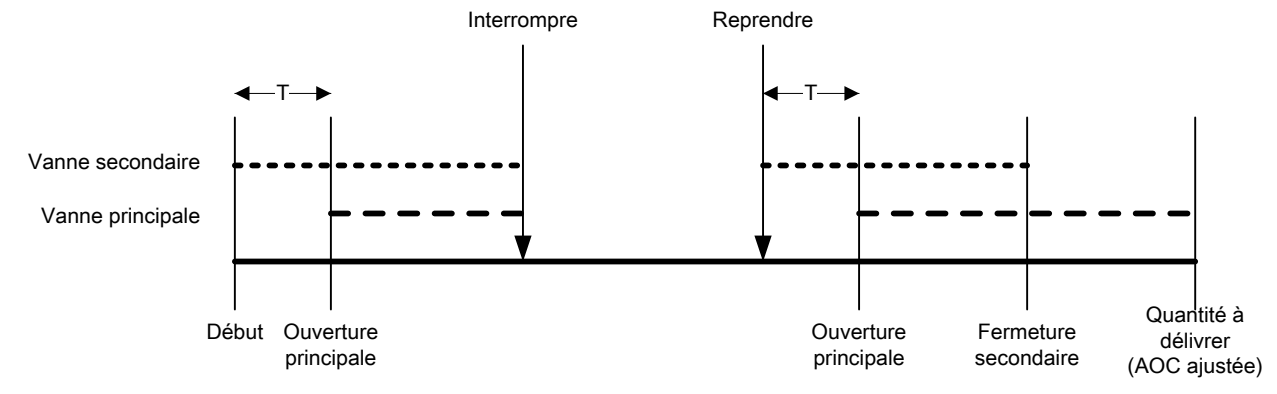 Interrompre
Reprendre
T
T
Vanne secondaire
Vanne principale
Début
Ouverture
principale
Ouverture
principale
Fermeture
secondaire
Quantité à
délivrer
(AOC ajustée)